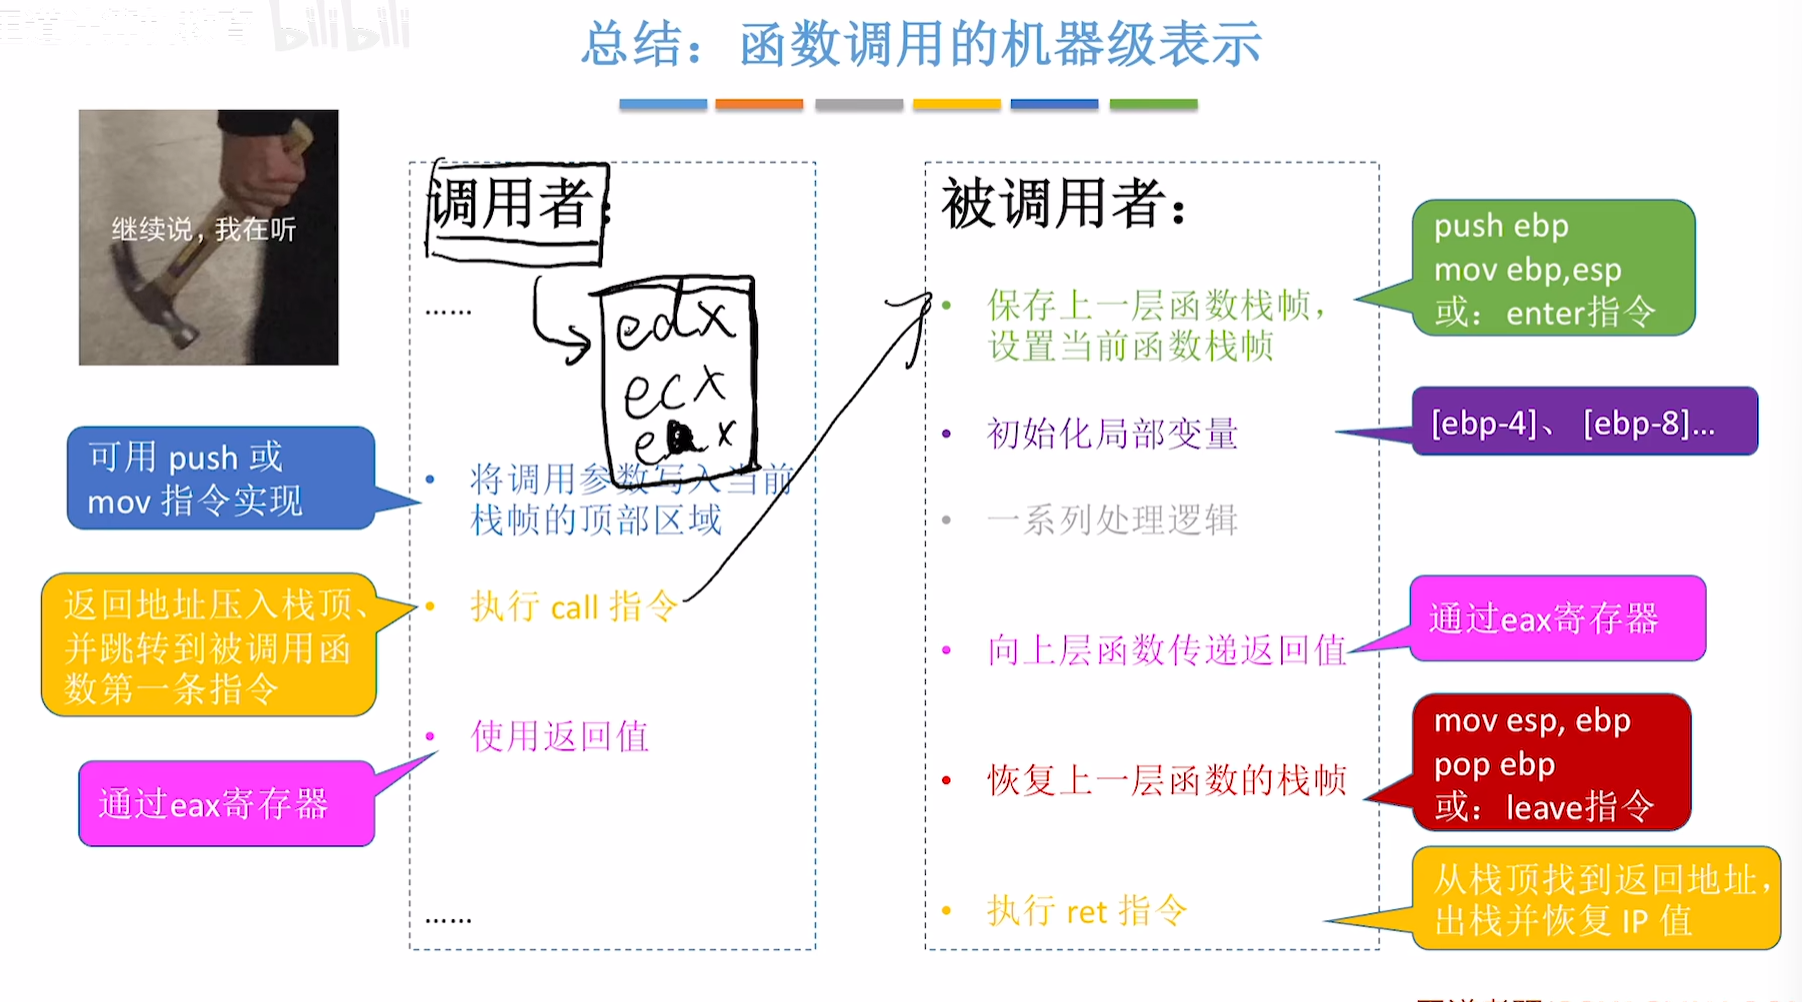 bilibili
总结：函数调用的机器级表示
继续说，我在听
调用者：
……
edx
ecx
可用 push 或
mov 指令实现
• 将调用参数写入当前
栈帧的顶部区域
返回地址压入栈顶、
并跳转到被调用函
数第一条指令
• 执行 call 指令
• 使用返回值
通过eax寄存器
……
被调用者：
• 保存上一层函数栈帧，
设置当前函数栈帧
push ebp
mov ebp,esp
或：enter指令
• 初始化局部变量
[ebp-4]、 [ebp-8]...
• 一系列处理逻辑
• 向上层函数传递返回值
通过eax寄存器
• 恢复上一层函数的栈帧
mov esp, ebp
pop ebp
或：leave指令
• 执行 ret 指令
从栈顶找到返回地址，
出栈并恢复 IP 值